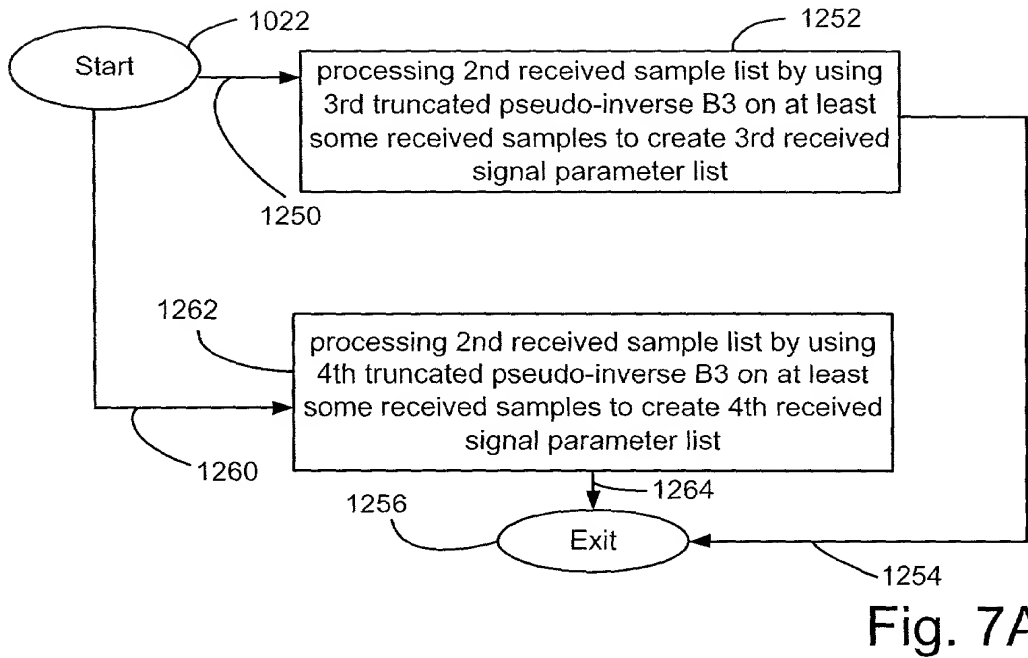 1022
Start
1252
processing 2nd received sample list by using
3rd truncated pseudo-inverse B3 on at least
some received samples to create 3rd received
signal parameter list
1250
1262
processing 2nd received sample list by using
4th truncated pseudo-inverse B3 on at least
some received samples to create 4th received
signal parameter list
1260
1264
1256
Exit
1254
Fig. 7A